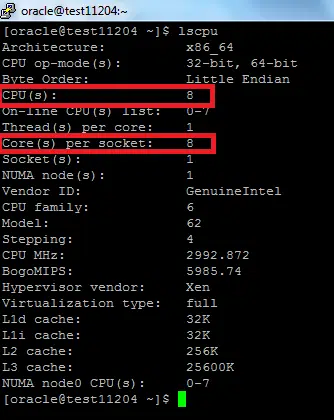 oracle@test11204:~
[oracle@test11204 ~]$ lscpu
Architecture: x86_64
CPU op-mode(s): 32-bit, 64-bit
Byte Order: Little Endian
CPU(s): 8
On-line CPU(s) list: 0-7
Thread(s) per core: 1
Core(s) per socket: 8
Socket(s): 1
NUMA node(s): 1
Vendor ID: GenuineIntel
CPU family: 6
Model: 62
Stepping: 4
CPU MHz: 2992.872
BogoMIPS: 5985.74
Hypervisor vendor: Xen
Virtualization type: full
L1d cache: 32K
L1i cache: 32K
L2 cache: 256K
L3 cache: 25600K
NUMA node0 CPU(s): 0-7
[oracle@test11204 ~]$